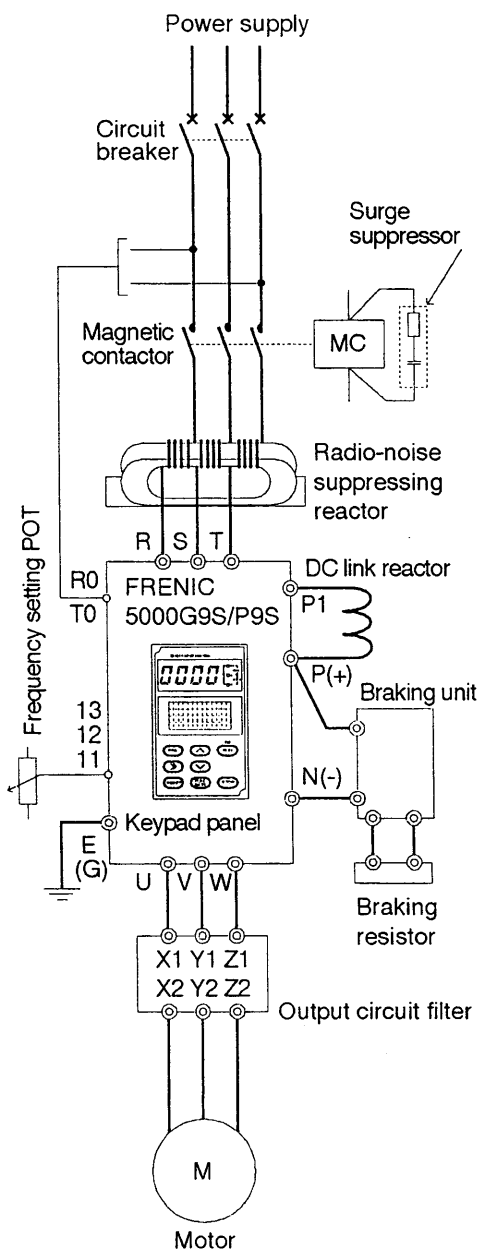 Power supply
Circuit
breaker
Surge
suppressor
Magnetic
contactor
MC
Radio-noise
suppressing
reactor
Frequency setting POT
R S T
R0
T0
FRENIC
5000G9S/P9S
DC link reactor
P1
P(+)
Braking unit
0000
13
12
11
N(-)
Keypad panel
E
(G)
U V W
Braking
resistor
X1 Y1 Z1
X2 Y2 Z2
Output circuit filter
M
Motor